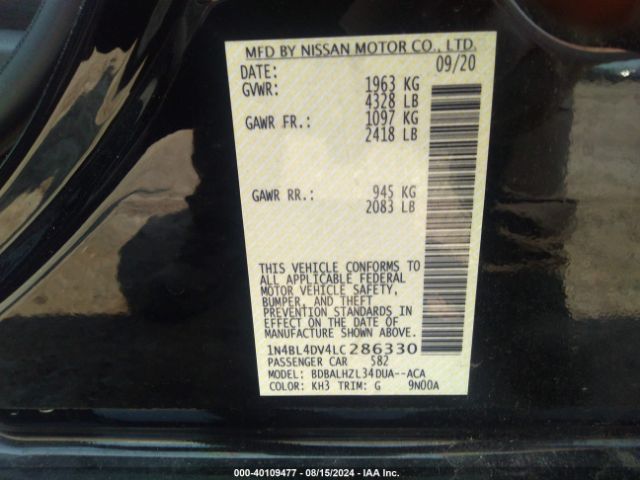 MFD BY NISSAN MOTOR CO., LTD.
DATE: 09/20
GVWR: 1963 KG
4328 LB
GAWR FR.: 1097 KG
2418 LB
GAWR RR.: 945 KG
2083 LB
THIS VEHICLE CONFORMS TO
ALL APPLICABLE FEDERAL
MOTOR VEHICLE SAFETY,
BUMPER, AND THEFT
PREVENTION STANDARDS IN
EFFECT ON THE DATE OF
MANUFACTURE SHOWN ABOVE.
1N4BL4DV4LC286330
PASSENGER CAR 582
MODEL: BDBALHZL34DUA--ACA
COLOR: KH3 TRIM: G 9N00A
000-40109477 - 08/15/2024 - IAA Inc.